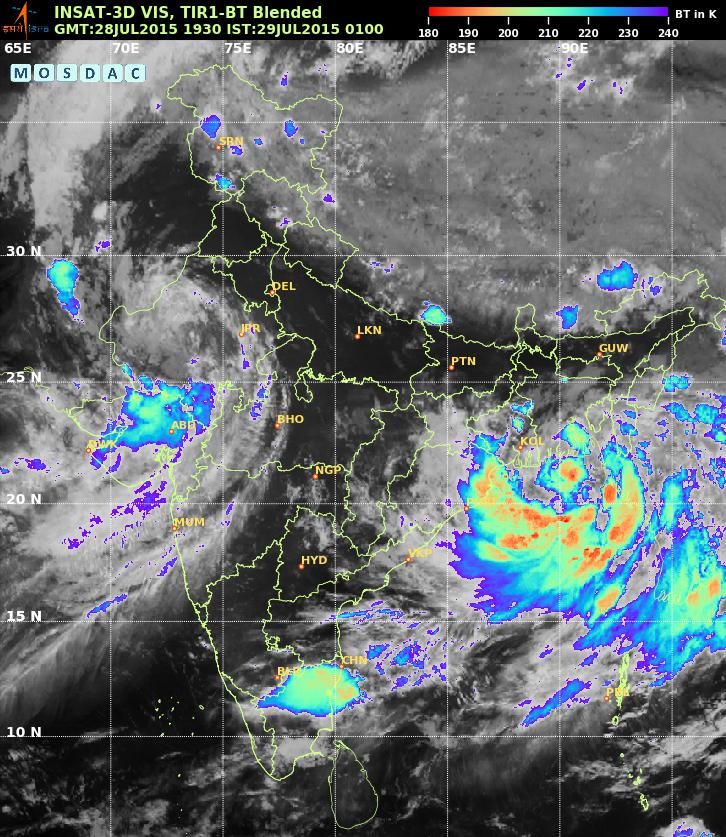 INSAT-3D VIS, TIR1-BT Blended
GMT:28JUL2015 1930 IST:29JUL2015 0100
BT in K
180 190 200 210 220 230 240
65E 70E 75E 80E 85E 90E
MOSDAC
SRN
30 N
DEL
JPR
LKN
GUW
PTN
25 N
BHO
ABD
KOL
DWK
NGP
20 N
MUM
VKP
HYD
15 N
CHN
BLR
PBL
10 N